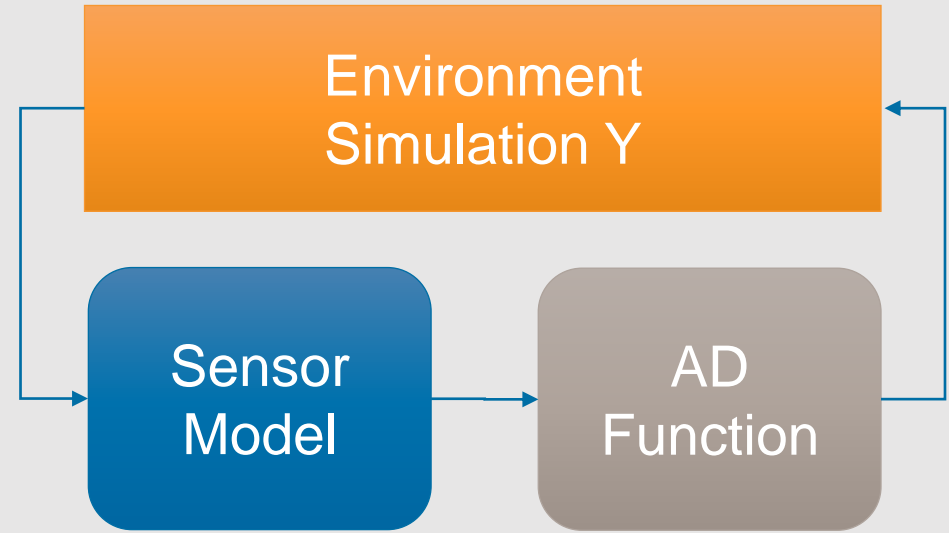 Environment
Simulation Y
Sensor
Model
AD
Function